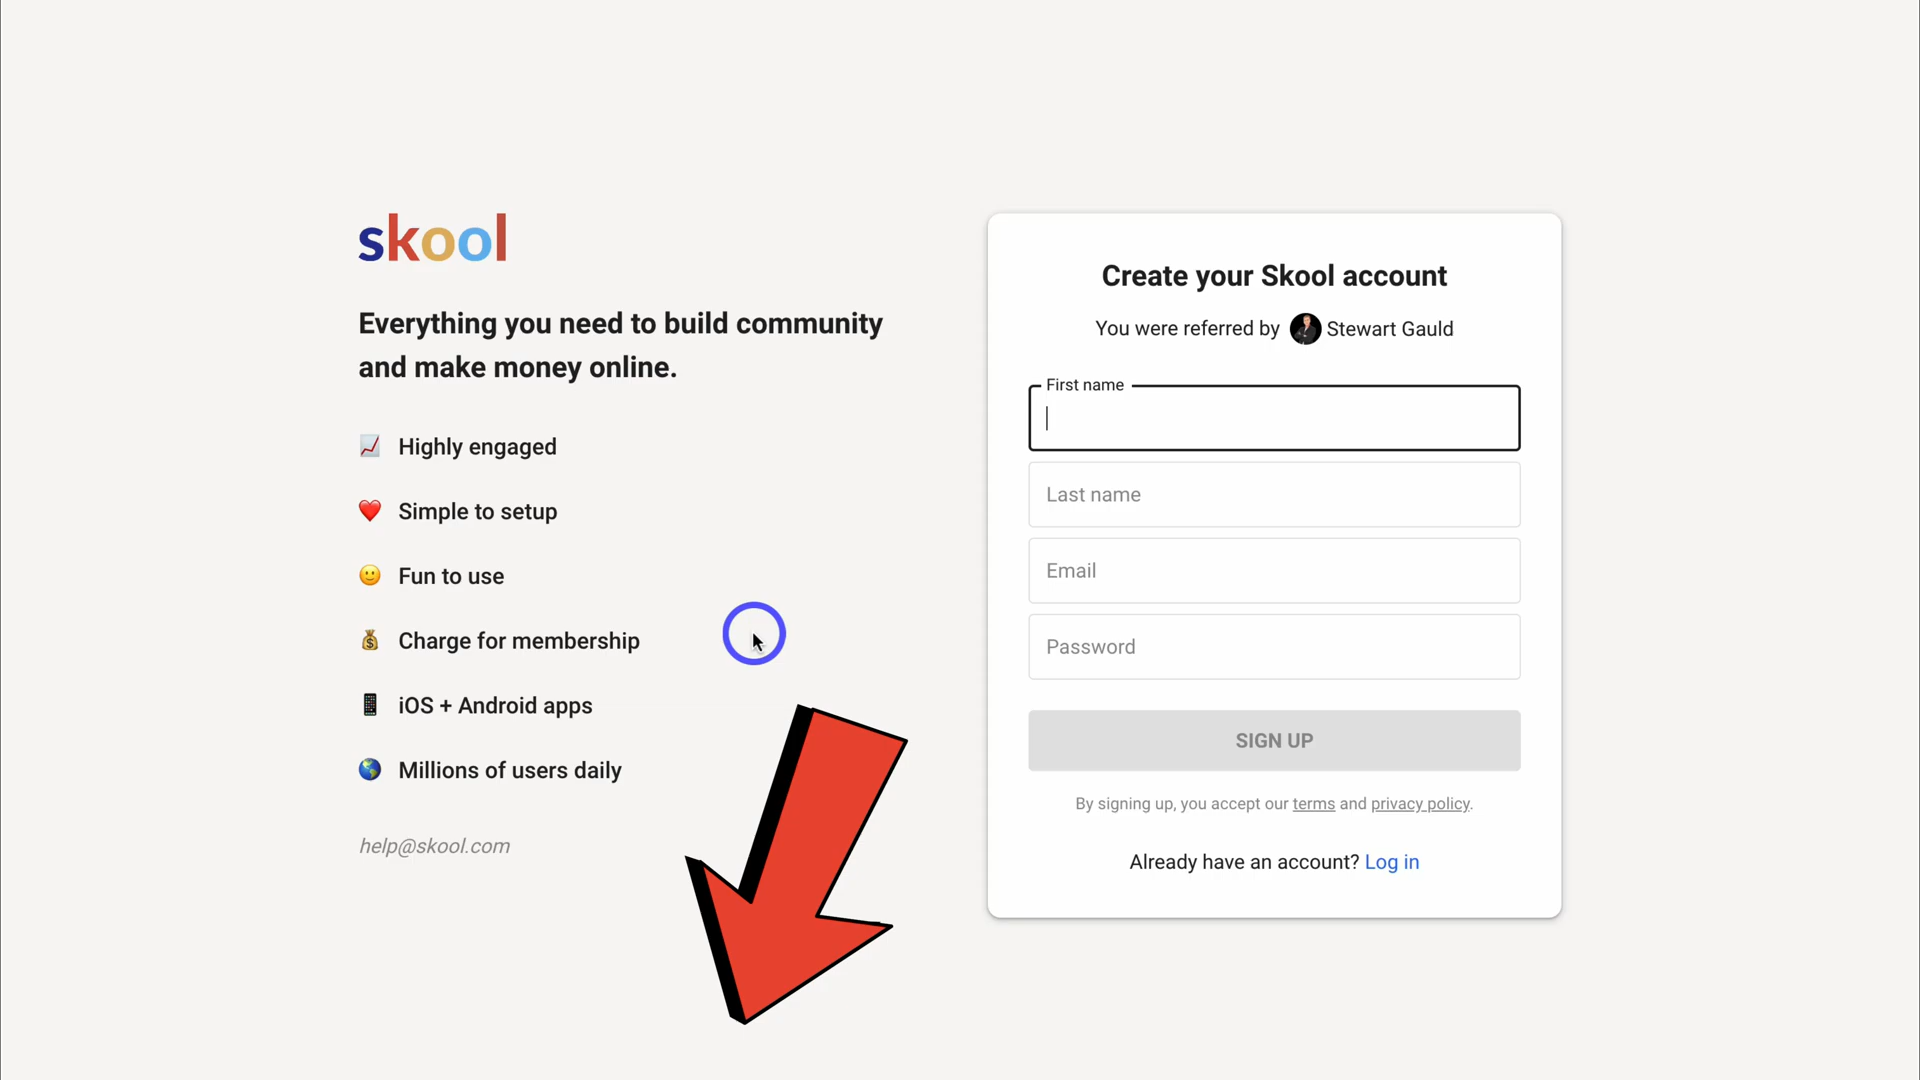 skool
Everything you need to build community
and make money online.
Highly engaged
Simple to setup
Fun to use
Charge for membership
iOS + Android apps
Millions of users daily
help@skool.com
Create your Skool account
You were referred by Stewart Gauld
First name
Last name
Email
Password
SIGN UP
By signing up, you accept our terms and privacy policy.
Already have an account? Log in